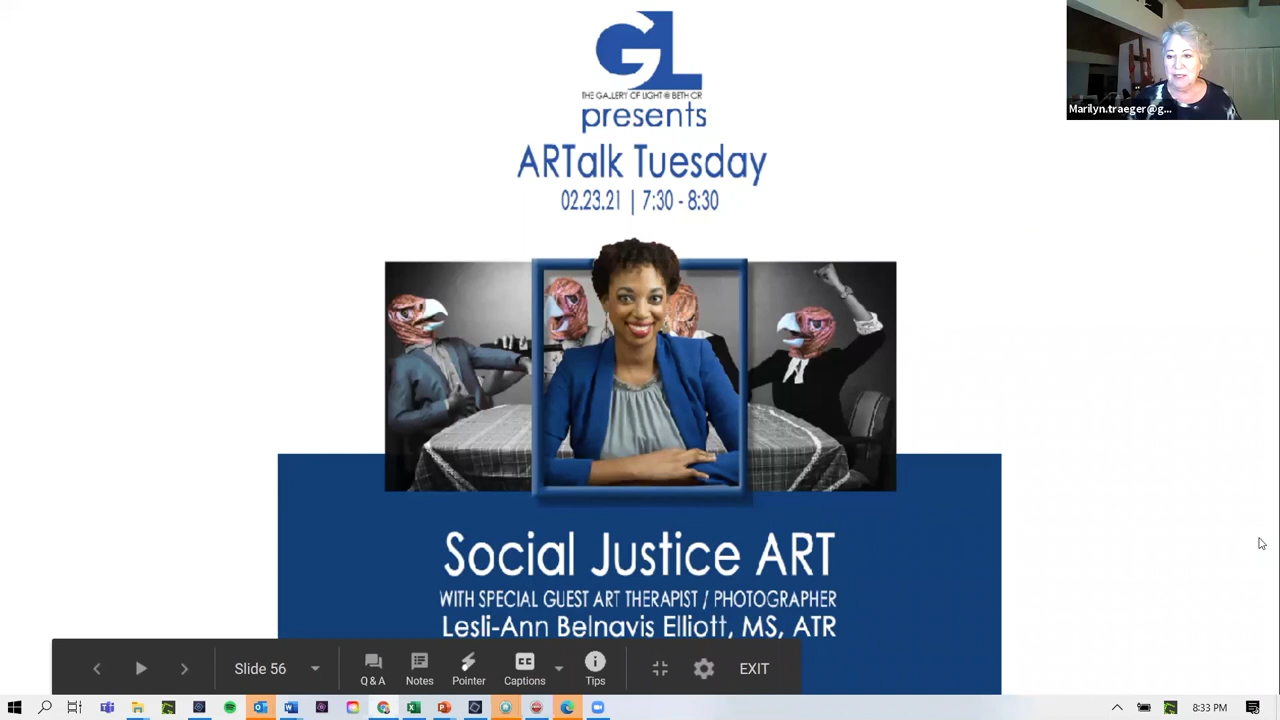 GL
THE GALLERY OF LIGHT @ BETH OR
presents
ARTalk Tuesday
02.23.21 | 7:30 - 8:30
Marilyn.traeger@g...
Social Justice ART
WITH SPECIAL GUEST ART THERAPIST / PHOTOGRAPHER
Lesli-Ann Belnavis Elliott, MS, ATR
Slide 56
Q & A
Notes
Pointer
CC
Captions
Tips
EXIT
8:33 PM